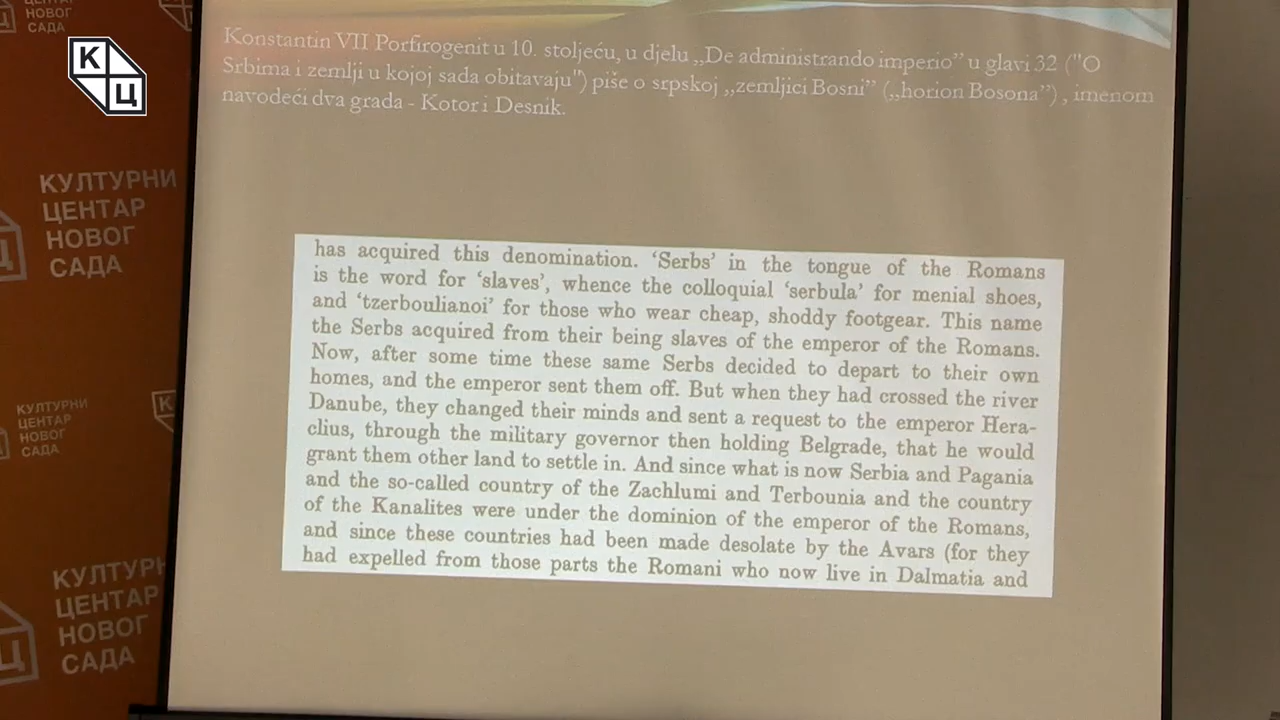 Konstantin VII Porfirogenit u 10. stoljeću, u djelu „De administrando imperio” u glavi 32 ("O
Srbima i zemlji u kojoj sada obitavaju") piše o srpskoj „zemljici Bosni” („horion Bosona”) , imenom
navodeći dva grada - Kotor i Desnik.
has acquired this denomination. ‘Serbs’ in the tongue of the Romans
is the word for ‘slaves’, whence the colloquial ‘serbula’ for menial shoes,
and ‘tzerboulianoi’ for those who wear cheap, shoddy footgear. This name
the Serbs acquired from their being slaves of the emperor of the Romans.
Now, after some time these same Serbs decided to depart to their own
homes, and the emperor sent them off. But when they had crossed the river
Danube, they changed their minds and sent a request to the emperor Hera-
clius, through the military governor then holding Belgrade, that he would
grant them other land to settle in. And since what is now Serbia and Pagania
and the so-called country of the Zachlumi and Terbounia and the country
of the Kanalites were under the dominion of the emperor of the Romans,
and since these countries had been made desolate by the Avars (for they
had expelled from those parts the Romani who now live in Dalmatia and
К
Ц
ЦЕНТАР
НОВОГ
САДА
КУЛТУРНИ
ЦЕНТАР
НОВОГ
САДА
КУЛТУРНИ
ЦЕНТАР
НОВОГ
САДА
К
КУЛТУРН
ЦЕНТАР
НОВОГ
САДА
Ц